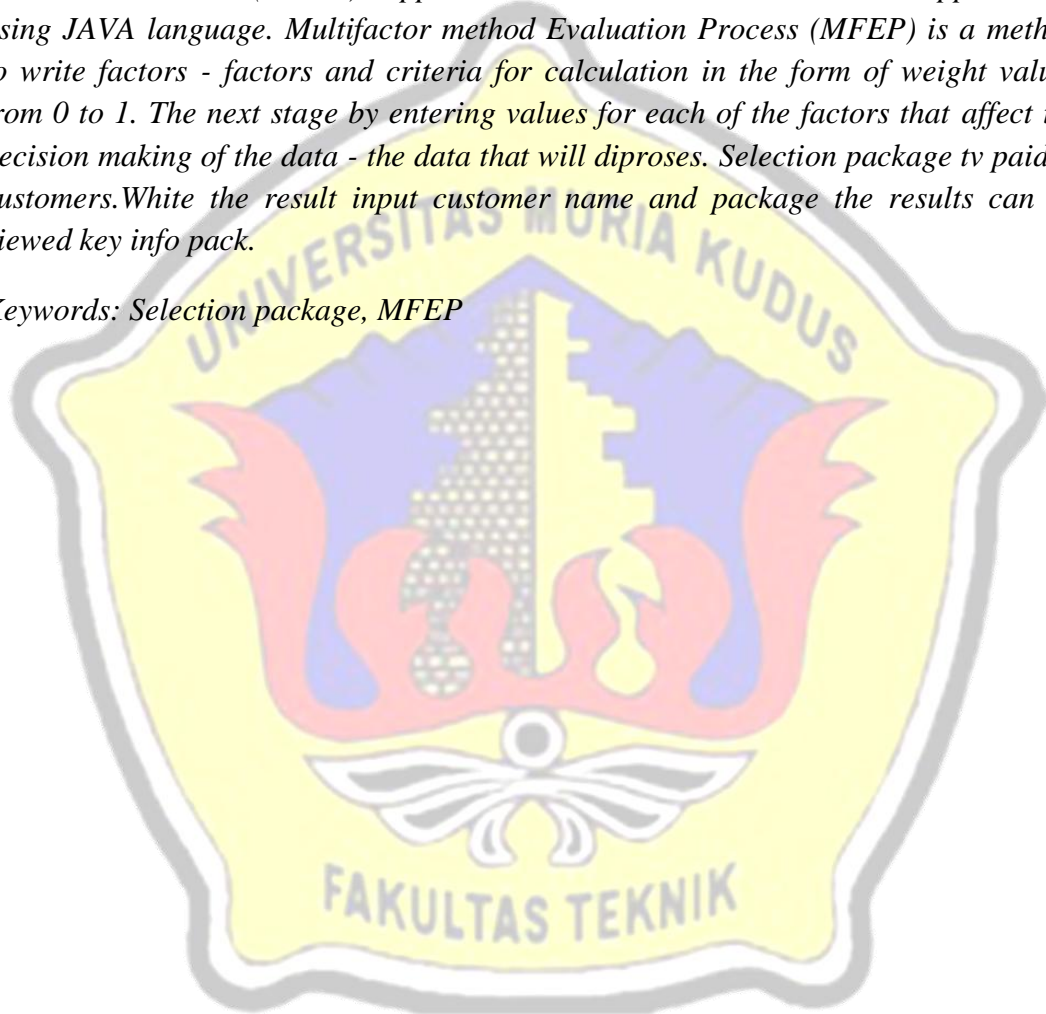 using JAVA language. Multifactor method Evaluation Process (MFEP) is a meth
to write factors - factors and criteria for calculation in the form of weight valu
from 0 to 1. The next stage by entering values for each of the factors that affect
decision making of the data - the data that will diproses. Selection package tv paid
customers.White the result input customer name and package the results can
viewed key info pack.
Keywords: Selection package, MFEP
UNIVERSITAS MURIA KUDUS
FAKULTAS TEKNIK